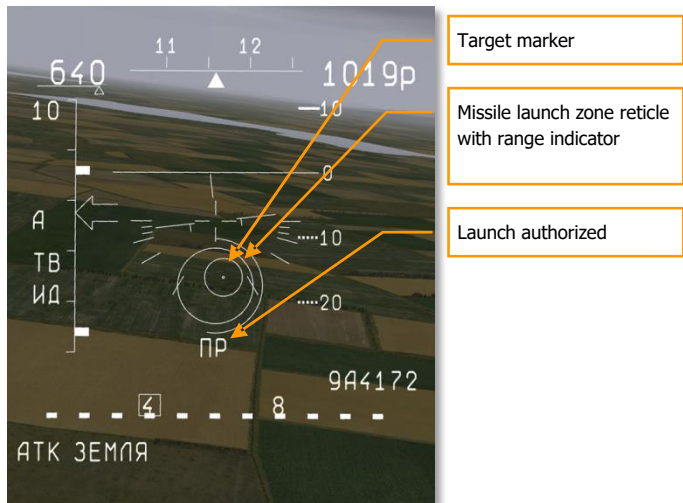 11 12
640 1019р
10 10
0
А
10
ТВ
ИД
20
ПР
9А4172
4 8
АТК ЗЕМЛЯ
Target marker
Missile launch zone reticle
with range indicator
Launch authorized